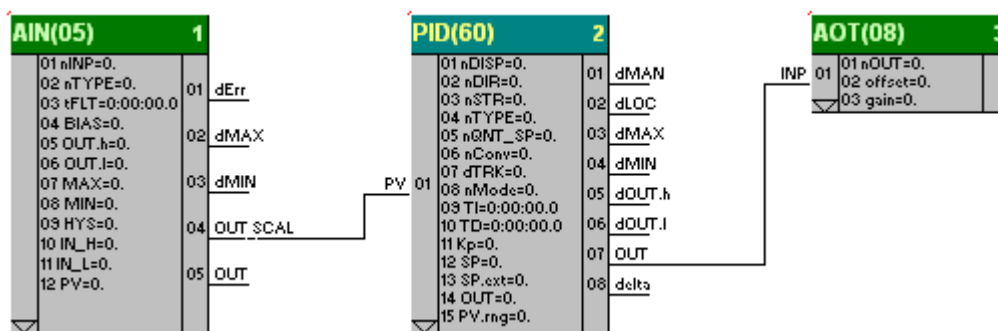 AIN(05) 1
01 nINP=0.
02 nTYPE=0.
03 tFLT=0:00:00.0
04 BIAS=0.
05 OUT.h=0.
06 OUT.l=0.
07 MAX=0.
08 MIN=0.
09 HYS=0.
10 IN_H=0.
11 IN_L=0.
12 PV=0.
01 dErr
02 dMAX
03 dMIN
04 OUT SCAL
05 OUT
PID(60) 2
PV 01
01 nDISP=0.
02 nDIR=0.
03 nSTR=0.
04 nTYPE=0.
05 nQNT_SP=0.
06 nConv=0.
07 dTRK=0.
08 nMode=0.
09 TI=0:00:00.0
10 TD=0:00:00.0
11 Kp=0.
12 SP=0.
13 SP.ext=0.
14 OUT=0.
15 PV.rng=0.
01 dMAN
02 dLOC
03 dMAX
04 dMIN
05 dOUT.h
06 dOUT.l
07 OUT
08 delta
AOT(08) 3
INP 01
01 nOUT=0.
02 offset=0.
03 gain=0.